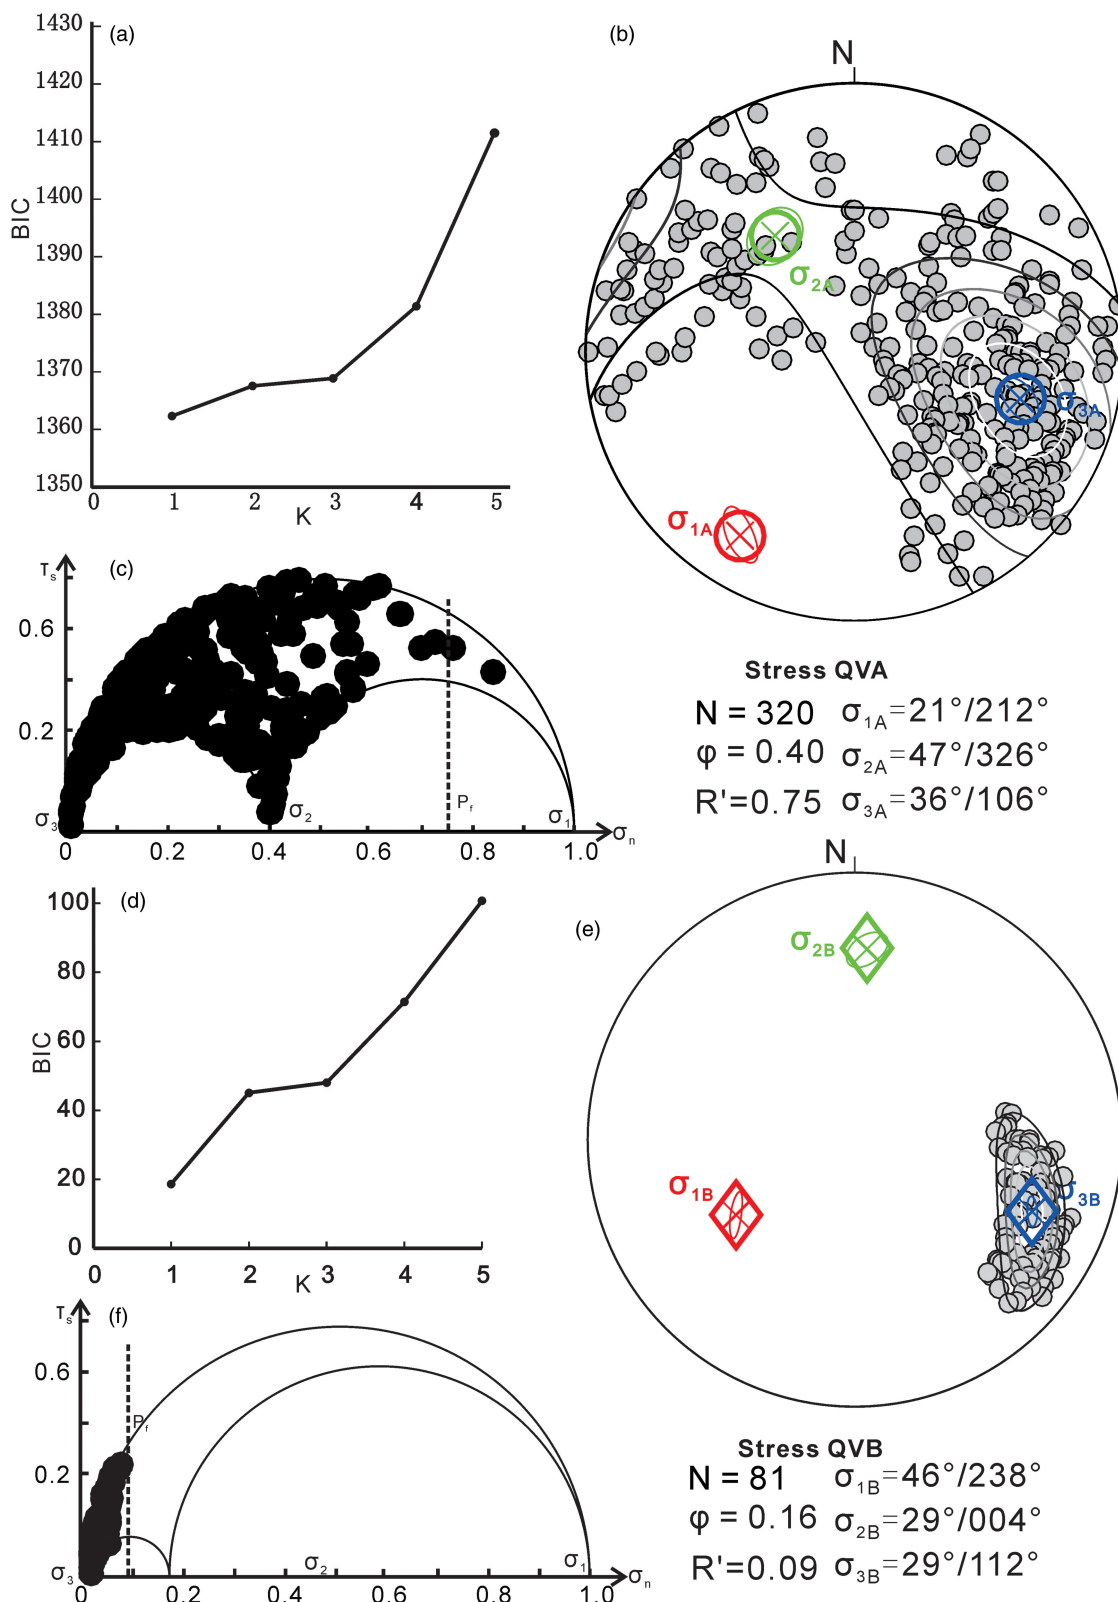 (a)
1430
1420
1410
1400
1390
1380
1370
1360
1350
BIC
0 1 2 3 4 5
K
(b)
N
σ2A
σ3A
σ1A
(c)
Ts
0.6
0.2
σ3
σ2
Pf
σ1
σn
0 0.2 0.4 0.6 0.8 1.0
Stress QVA
N = 320 σ1A=21°/212°
φ = 0.40 σ2A=47°/326°
R'=0.75 σ3A=36°/106°
(d)
100
80
60
40
20
0
BIC
0 1 2 3 4 5
K
(e)
N
σ2B
σ1B
σ3B
(f)
Ts
0.6
0.2
Pf
σ3
σ2
σ1
σn
0 0.2 0.4 0.6 0.8 1.0
Stress QVB
N = 81 σ1B=46°/238°
φ = 0.16 σ2B=29°/004°
R'=0.09 σ3B=29°/112°